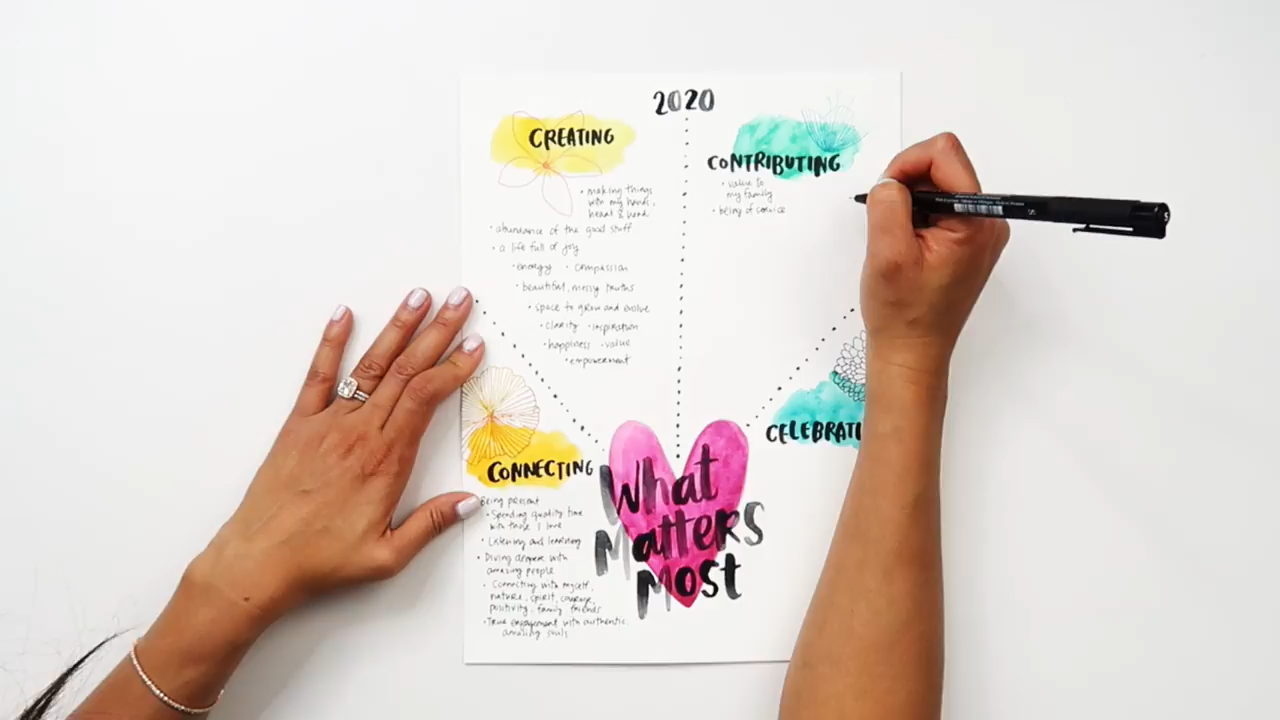 2020
CREATING
• making things
with my hands,
heart & mind
• abundance of the good stuff
• a life full of joy
• energy • compassion
• beautiful, messy truths
• space to grow and evolve
• clarity • inspiration
• happiness • value
• empowerment
CONTRIBUTING
• value to
my family
• being of service
CONNECTING
Being present
• Spending quality time
with those I love
• Listening and learning
• Diving deeper with
amazing people
• Connecting with myself,
nature, spirit, courage,
positivity, family friends
• True engagement with authentic
amazing souls
CELEBRATI
What
Matters
Most
S